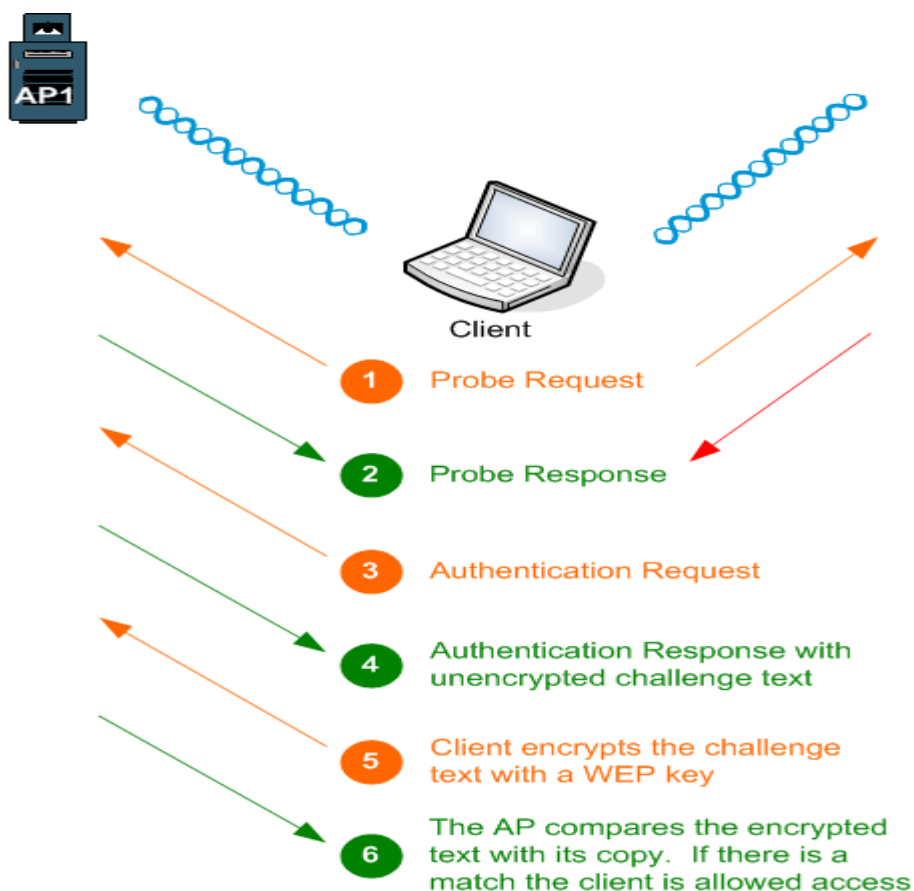 AP1
Client
1 Probe Request
2 Probe Response
3 Authentication Request
4 Authentication Response with
unencrypted challenge text
5 Client encrypts the challenge
text with a WEP key
6 The AP compares the encrypted
text with its copy. If there is a
match the client is allowed access